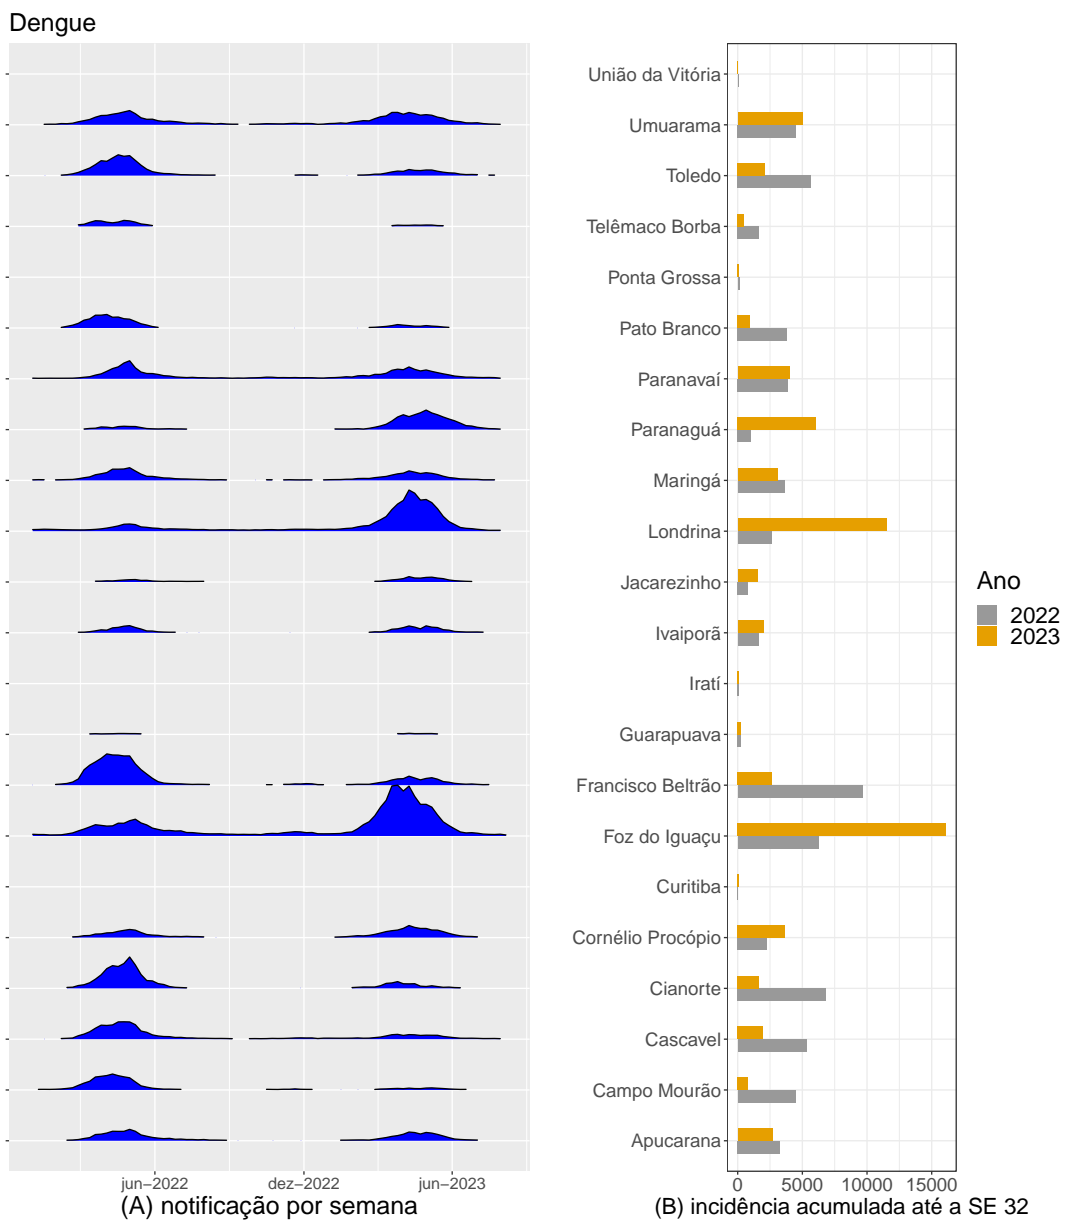 Dengue
União da Vitória
Umuarama
Toledo
Telêmaco Borba
Ponta Grossa
Pato Branco
Paranavaí
Paranaguá
Maringá
Londrina
Jacarezinho
Ivaiporã
Iratí
Guarapuava
Francisco Beltrão
Foz do Iguaçu
Curitiba
Cornélio Procópio
Cianorte
Cascavel
Campo Mourão
Apucarana
Ano
2022
2023
jun−2022 dez−2022 jun−2023
0 5000 10000 15000
(A) notificação por semana
(B) incidência acumulada até a SE 32